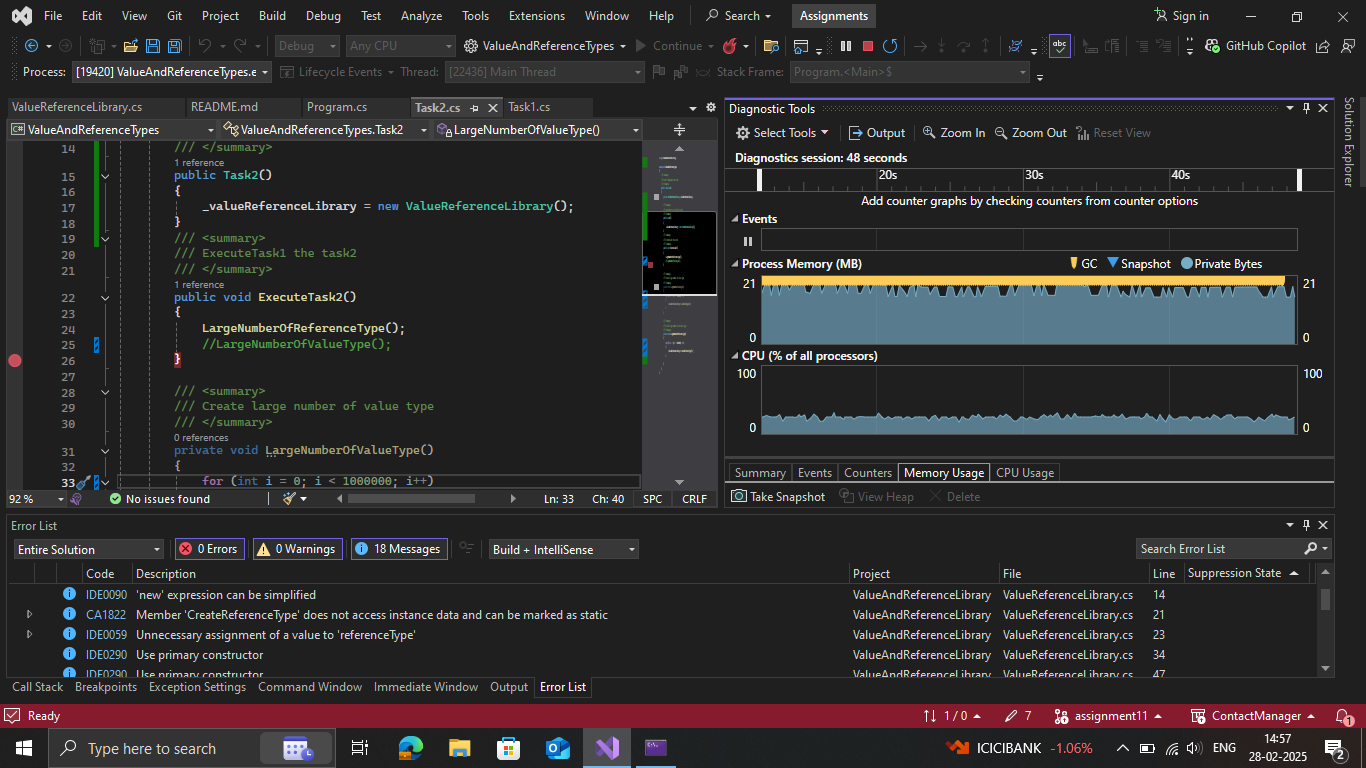 File Edit View Git Project Build Debug Test Analyze Tools Extensions Window Help Search Assignments Sign in
Debug Any CPU ValueAndReferenceTypes Continue abc GitHub Copilot
Process: [19420] ValueAndReferenceTypes.e Lifecycle Events Thread: [22436] Main Thread Stack Frame: Program.<Main>$
ValueReferenceLibrary.cs README.md Program.cs Task2.cs Task1.cs
C# ValueAndReferenceTypes ValueAndReferenceTypes.Task2 LargeNumberOfValueType()
14 /// </summary>
1 reference
15 public Task2()
16 {
17 _valueReferenceLibrary = new ValueReferenceLibrary();
18 }
19 /// <summary>
20 /// ExecuteTask1 the task2
21 /// </summary>
1 reference
22 public void ExecuteTask2()
23 {
24 LargeNumberOfReferenceType();
25 //LargeNumberOfValueType();
26 }
27
28 /// <summary>
29 /// Create large number of value type
30 /// </summary>
0 references
31 private void LargeNumberOfValueType()
32 {
33 for (int i = 0; i < 1000000; i++)
92 % No issues found Ln: 33 Ch: 40 SPC CRLF
Diagnostic Tools
Select Tools Output Zoom In Zoom Out Reset View
Diagnostics session: 48 seconds
20s 30s 40s
Add counter graphs by checking counters from counter options
Events
Process Memory (MB) GC Snapshot Private Bytes
21 21
0 0
CPU (% of all processors)
100 100
0 0
Summary Events Counters Memory Usage CPU Usage
Take Snapshot View Heap Delete
Solution Explorer
Error List
Entire Solution 0 Errors 0 Warnings 18 Messages Build + IntelliSense Search Error List
Code Description Project File Line Suppression State
IDE0090 'new' expression can be simplified ValueAndReferenceLibrary ValueReferenceLibrary.cs 14
CA1822 Member 'CreateReferenceType' does not access instance data and can be marked as static ValueAndReferenceLibrary ValueReferenceLibrary.cs 21
IDE0059 Unnecessary assignment of a value to 'referenceType' ValueAndReferenceLibrary ValueReferenceLibrary.cs 23
IDE0290 Use primary constructor ValueAndReferenceLibrary ValueReferenceLibrary.cs 34
IDE0290 Use primary constructor ValueAndReferenceLibrary ValueReferenceLibrary.cs 47
Call Stack Breakpoints Exception Settings Command Window Immediate Window Output Error List
Ready 1 / 0 7 assignment11 ContactManager 1
Type here to search ICICIBANK -1.06% ENG 14:57
28-02-2025 2